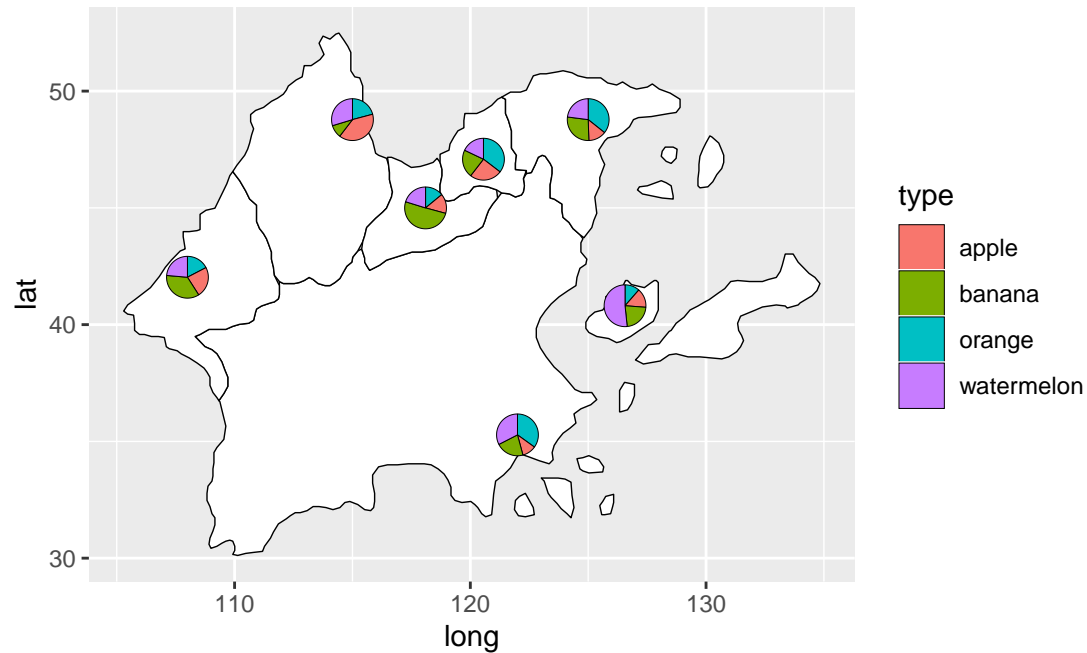 50
40
30
lat
110
120
130
long
type
apple
banana
orange
watermelon